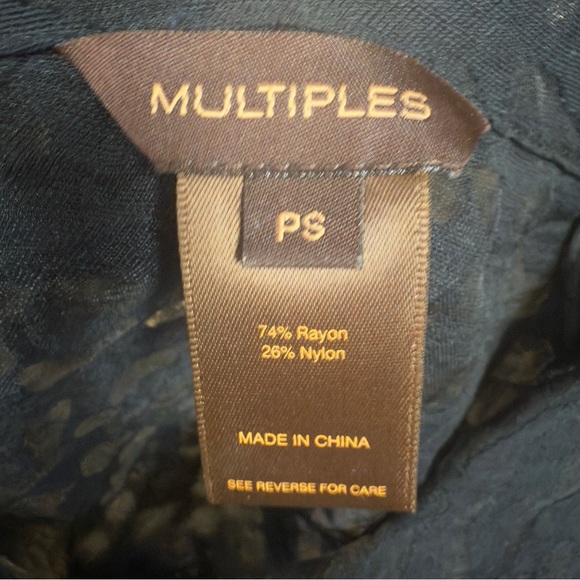 MULTIPLES
PS
74% Rayon
26% Nylon
MADE IN CHINA
SEE REVERSE FOR CARE